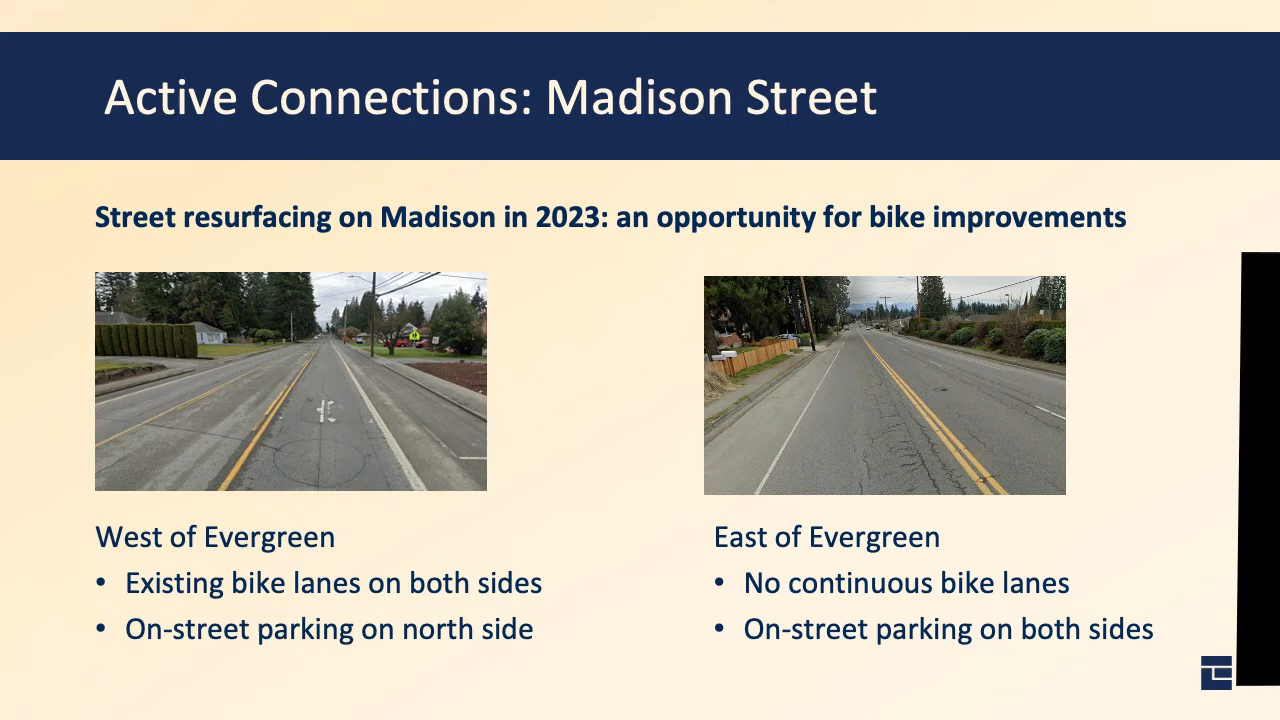 Active Connections: Madison Street
Street resurfacing on Madison in 2023: an opportunity for bike improvements
West of Evergreen
• Existing bike lanes on both sides
• On-street parking on north side
East of Evergreen
• No continuous bike lanes
• On-street parking on both sides